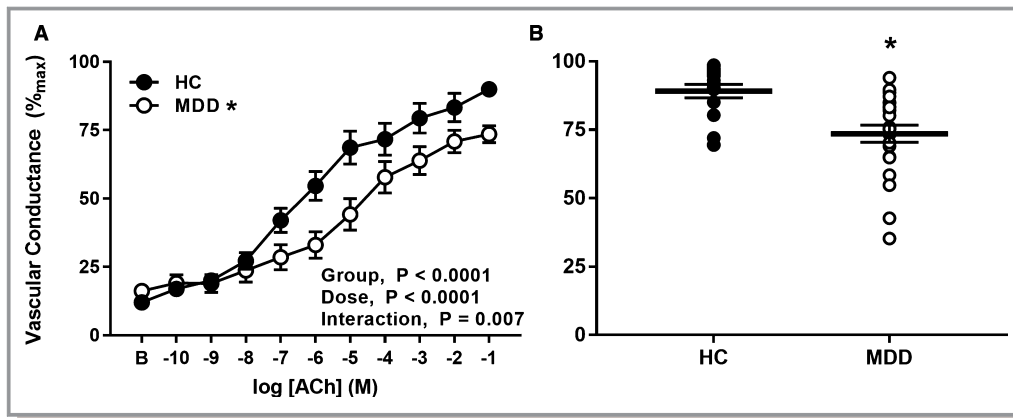 A
Vascular Conductance (%max)
100
75
50
25
0
HC
MDD *
Group, P < 0.0001
Dose, P < 0.0001
Interaction, P = 0.007
B -10 -9 -8 -7 -6 -5 -4 -3 -2 -1
log [ACh] (M)
B
100
75
50
25
0
*
HC MDD